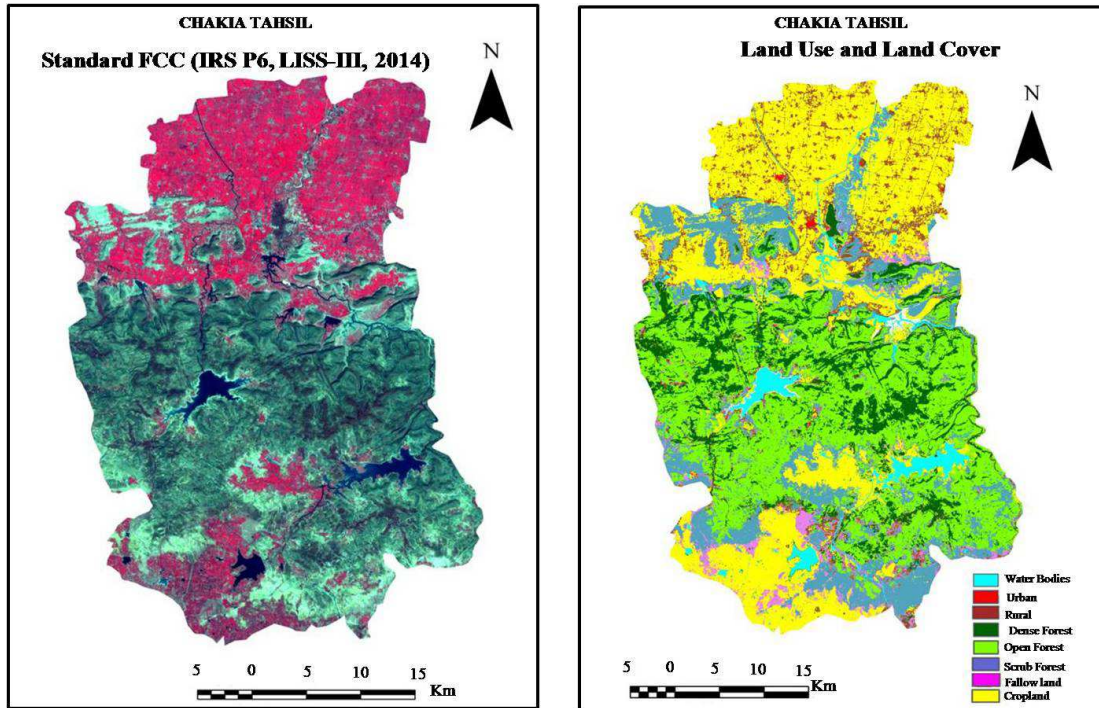 CHAKIA TAHSIL
Standard FCC (IRS P6, LISS-III, 2014)
N
5 0 5 10 15
Km
CHAKIA TAHSIL
Land Use and Land Cover
N
Water Bodies
Urban
Rural
Dense Forest
Open Forest
Scrub Forest
Fallow land
Cropland
5 0 5 10 15
Km